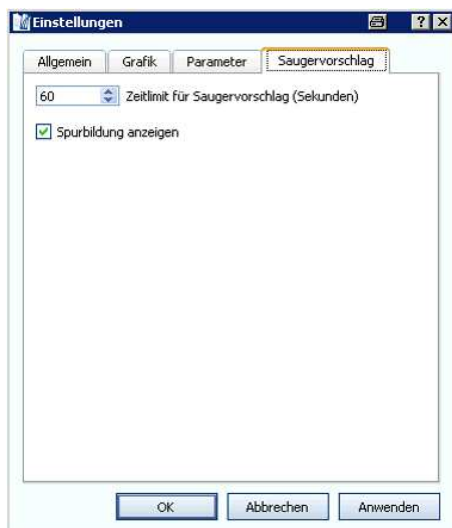 Einstellungen
Allgemein Grafik Parameter Saugervorschlag
60 Zeitlimit für Saugervorschlag (Sekunden)
Spurbildung anzeigen
OK Abbrechen Anwenden